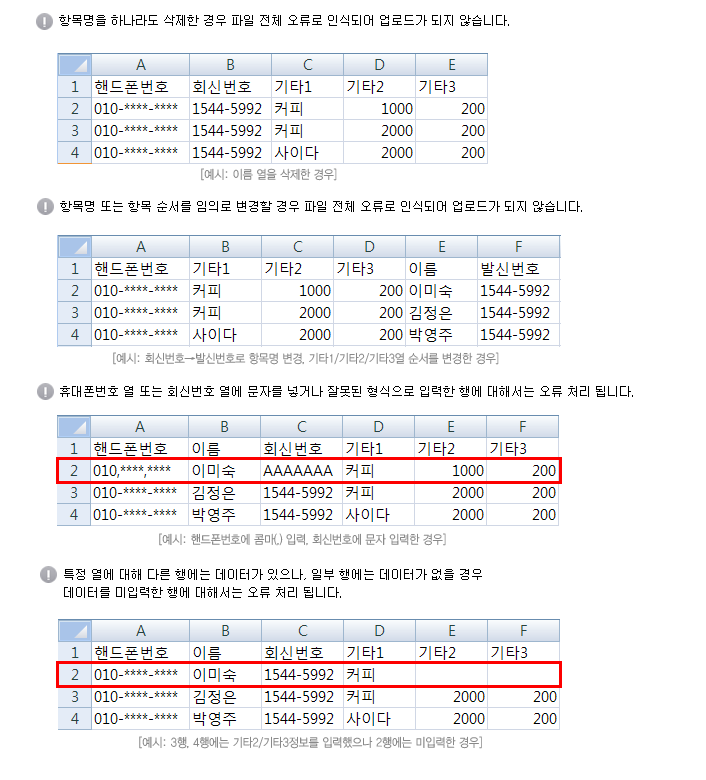 항목명을 하나라도 삭제한 경우 파일 전체 오류로 인식되어 업로드가 되지 않습니다.
A B C D E
1 핸드폰번호 회신번호 기타1 기타2 기타3
2 010-****-**** 1544-5992 커피 1000 200
3 010-****-**** 1544-5992 커피 2000 200
4 010-****-**** 1544-5992 사이다 2000 200
[예시: 이름 열을 삭제한 경우]
항목명 또는 항목 순서를 임의로 변경할 경우 파일 전체 오류로 인식되어 업로드가 되지 않습니다.
A B C D E F
1 핸드폰번호 기타1 기타2 기타3 이름 발신번호
2 010-****-**** 커피 1000 200 이미숙 1544-5992
3 010-****-**** 커피 2000 200 김정은 1544-5992
4 010-****-**** 사이다 2000 200 박영주 1544-5992
[예시: 회신번호→발신번호로 항목명 변경, 기타1/기타2/기타3열 순서를 변경한 경우]
휴대폰번호 열 또는 회신번호 열에 문자를 넣거나 잘못된 형식으로 입력한 행에 대해서는 오류 처리 됩니다.
A B C D E F
1 핸드폰번호 이름 회신번호 기타1 기타2 기타3
2 010,****,**** 이미숙 AAAAAAA 커피 1000 200
3 010-****-**** 김정은 1544-5992 커피 2000 200
4 010-****-**** 박영주 1544-5992 사이다 2000 200
[예시: 핸드폰번호에 콤마(,) 입력, 회신번호에 문자 입력한 경우]
특정 열에 대해 다른 행에는 데이터가 있으나, 일부 행에는 데이터가 없을 경우
데이터를 미입력한 행에 대해서는 오류 처리 됩니다.
A B C D E F
1 핸드폰번호 이름 회신번호 기타1 기타2 기타3
2 010-****-**** 이미숙 1544-5992 커피
3 010-****-**** 김정은 1544-5992 커피 2000 200
4 010-****-**** 박영주 1544-5992 사이다 2000 200
[예시: 3행, 4행에는 기타2/기타3정보를 입력했으나 2행에는 미입력한 경우]